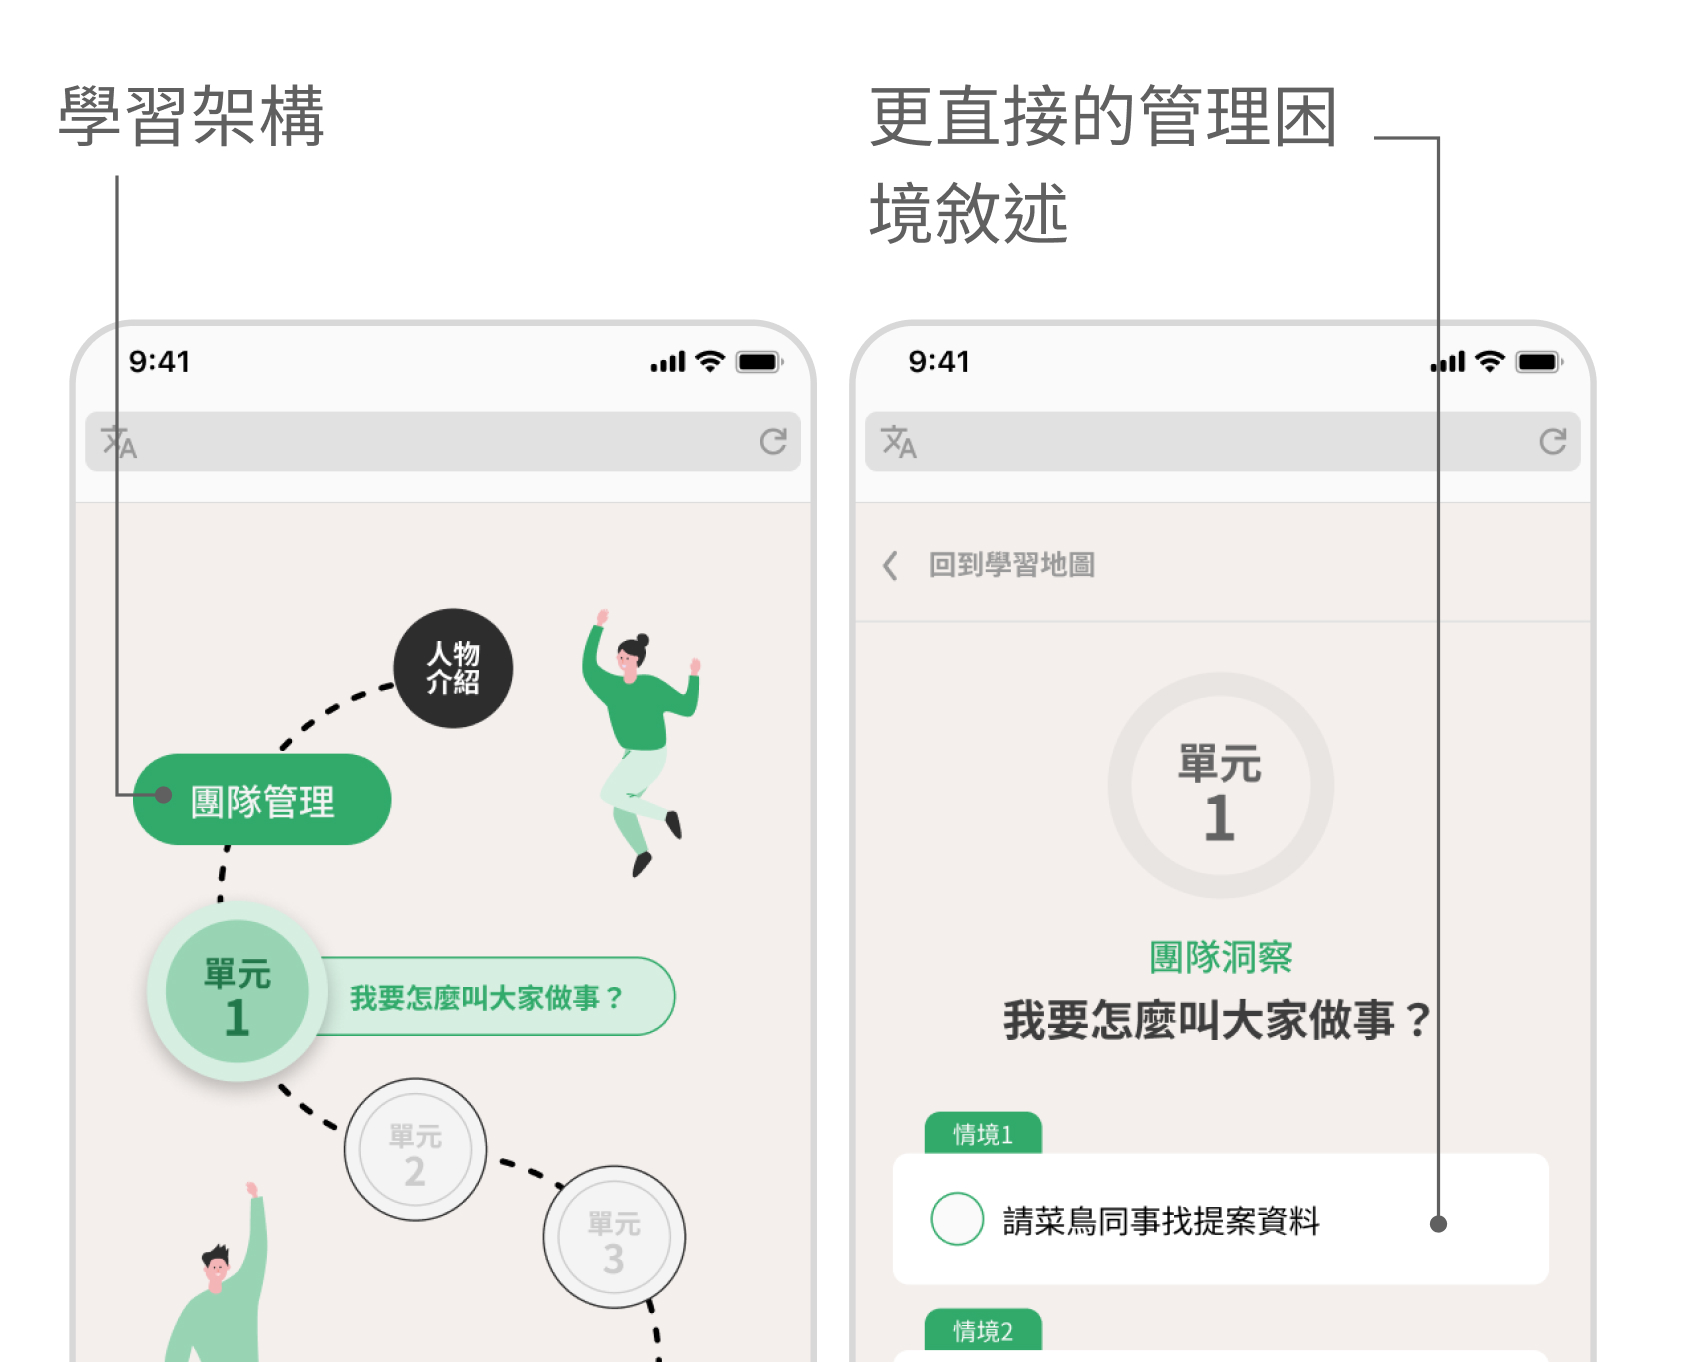 學習架構
更直接的管理困
境敘述
9:41
文A
人物
介紹
團隊管理
單元
1
我要怎麼叫大家做事？
單元
2
單元
3
9:41
文A
回到學習地圖
單元
1
團隊洞察
我要怎麼叫大家做事？
情境1
請菜鳥同事找提案資料
情境2